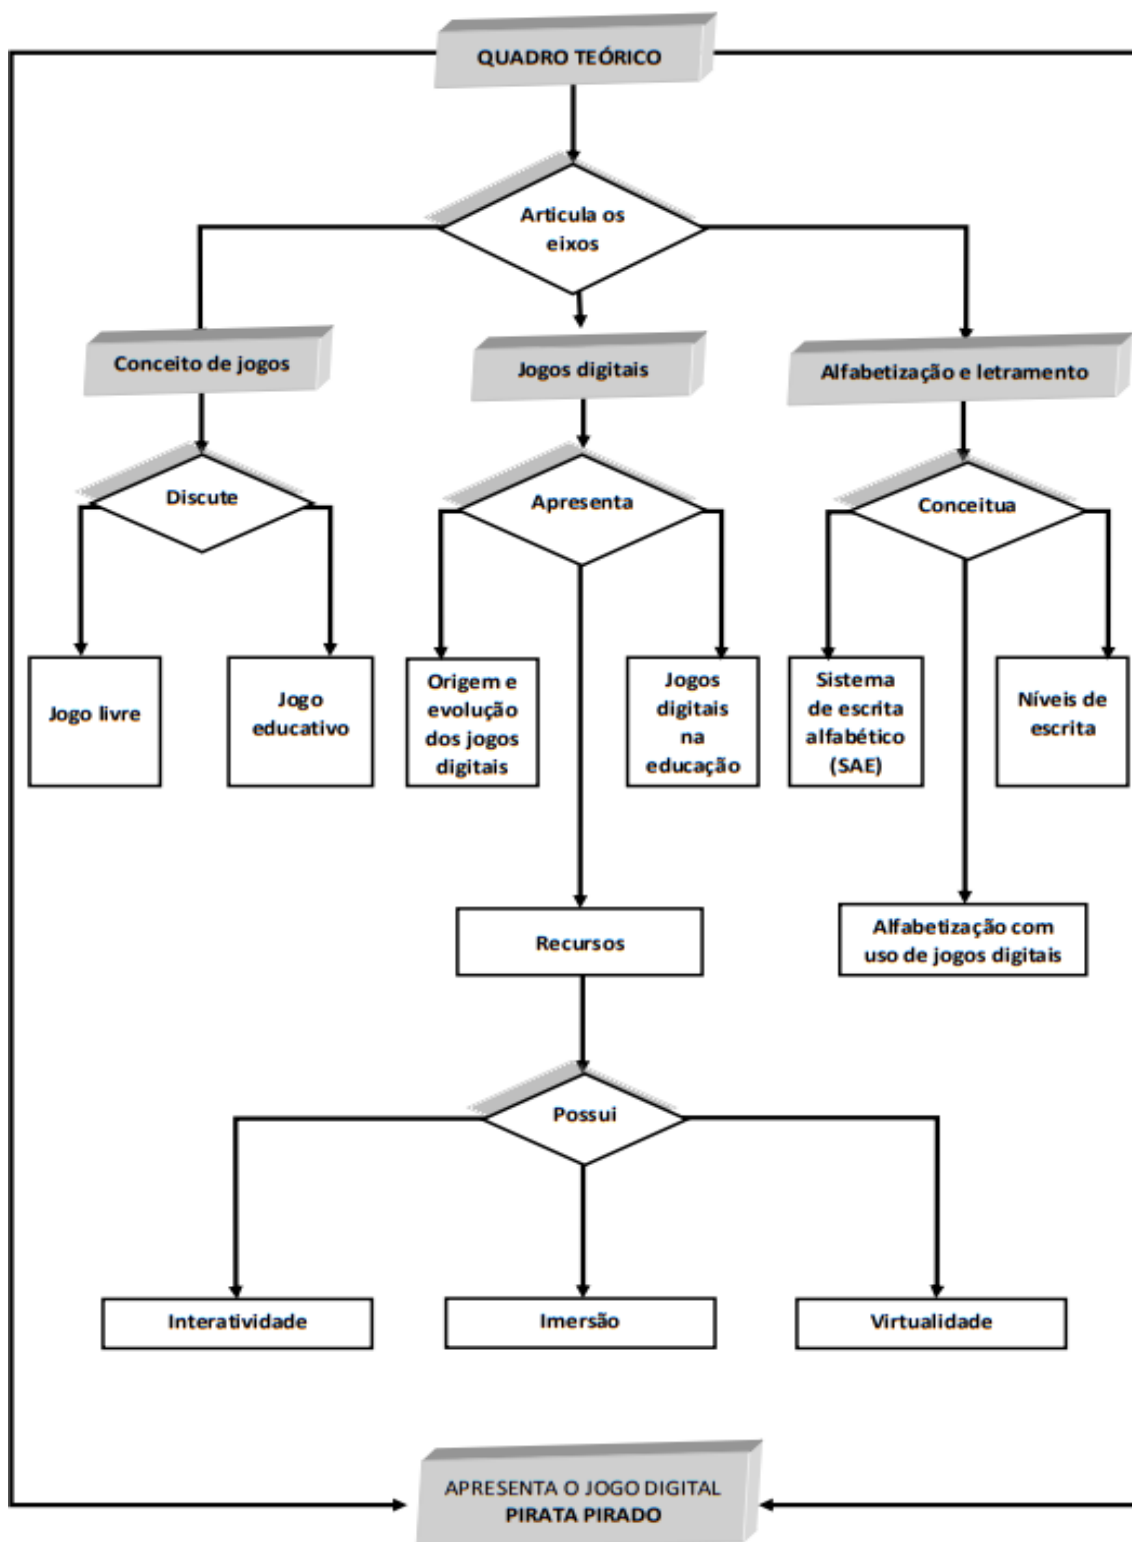 QUADRO TEÓRICO
Articula os
eixos
Conceito de jogos
Jogos digitais
Alfabetização e letramento
Discute
Apresenta
Conceitua
Jogo livre
Jogo
educativo
Origem e
evolução
dos jogos
digitais
Jogos
digitais
na
educação
Sistema
de escrita
alfabético
(SAE)
Níveis de
escrita
Recursos
Alfabetização com
uso de jogos digitais
Possui
Interatividade
Imersão
Virtualidade
APRESENTA O JOGO DIGITAL
PIRATA PIRADO